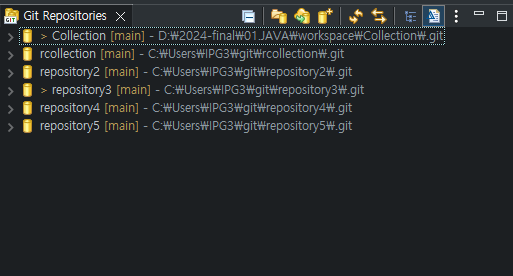 GIT Git Repositories
> Collection [main] - D:₩2024-final₩01.JAVA₩workspace₩Collection₩.git
rcollection [main] - C:₩Users₩IPG3₩git₩rcollection₩.git
repository2 [main] - C:₩Users₩IPG3₩git₩repository2₩.git
> repository3 [main] - C:₩Users₩IPG3₩git₩repository3₩.git
repository4 [main] - C:₩Users₩IPG3₩git₩repository4₩.git
repository5 [main] - C:₩Users₩IPG3₩git₩repository5₩.git